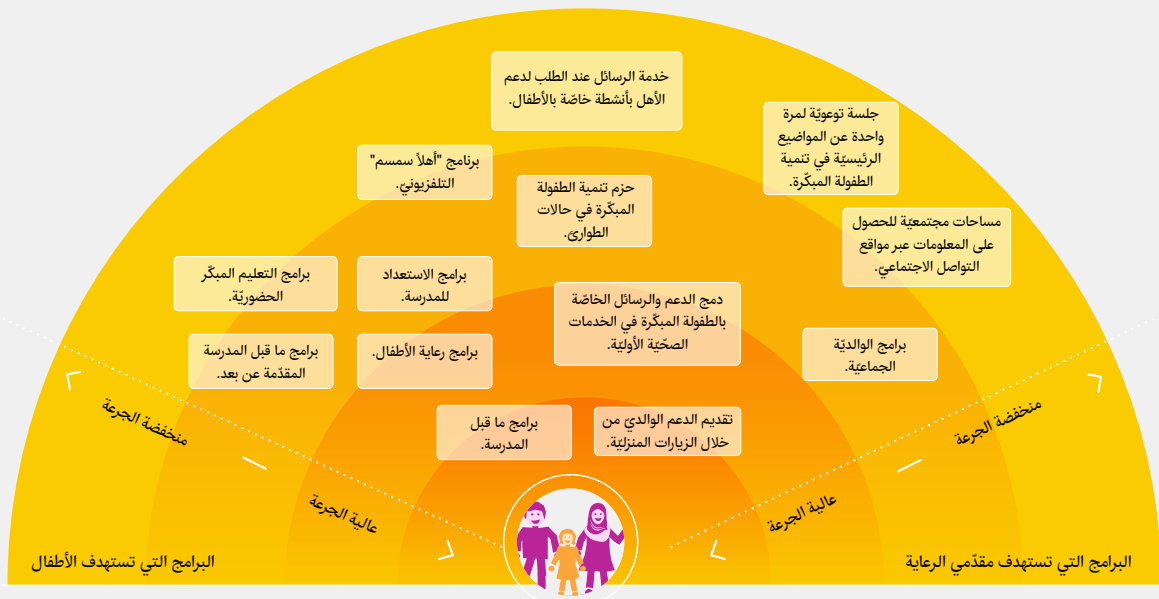 خدمة الرسائل عند الطلب لدعم
الأهل بأنشطة خاصّة بالأطفال.
جلسة توعويّة لمرة
واحدة عن المواضيع
الرئيسيّة في تنمية
الطفولة المبكّرة.
برنامج "أهلاً سمسم"
التلفزيونيّ.
حزم تنمية الطفولة
المبكّرة في حالات
الطوارئ.
مساحات مجتمعيّة للحصول
على المعلومات عبر مواقع
التواصل الاجتماعيّ.
برامج الاستعداد
للمدرسة.
برامج التعليم المبكّر
الحضوريّة.
دمج الدعم والرسائل الخاصّة
بالطفولة المبكّرة في الخدمات
الصحّيّة الأوليّة.
برامج الوالديّة
الجماعيّة.
برامج رعاية الأطفال.
برامج ما قبل المدرسة
المقدّمة عن بعد.
تقديم الدعم الوالديّ من
خلال الزيارات المنزليّة.
برامج ما قبل
المدرسة.
منخفضة الجرعة
منخفضة الجرعة
عالية الجرعة
عالية الجرعة
البرامج التي تستهدف مقدّمي الرعاية
البرامج التي تستهدف الأطفال